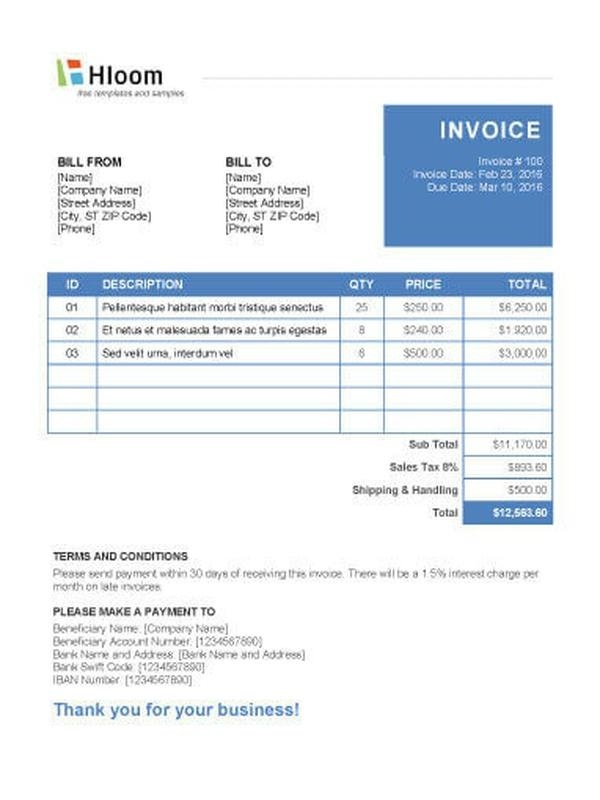 Hloom
free templates and samples
INVOICE
Invoice # 100
Invoice Date: Feb 23, 2016
Due Date: Mar 10, 2016
BILL FROM
[Name]
[Company Name]
[Street Address]
[City, ST ZIP Code]
[Phone]
BILL TO
[Name]
[Company Name]
[Street Address]
[City, ST ZIP Code]
[Phone]
ID DESCRIPTION QTY PRICE TOTAL
01 Pellentesque habitant morbi tristique senectus 25 $250.00 $6,250.00
02 Et netus et malesuada fames ac turpis egestas 8 $240.00 $1,920.00
03 Sed velit urna, interdum vel 6 $500.00 $3,000.00
Sub Total $11,170.00
Sales Tax 8% $893.60
Shipping & Handling $500.00
Total $12,563.60
TERMS AND CONDITIONS
Please send payment within 30 days of receiving this invoice. There will be a 1.5% interest charge per
month on late invoices.
PLEASE MAKE A PAYMENT TO
Beneficiary Name: [Company Name]
Beneficiary Account Number: [1234567890]
Bank Name and Address: [Bank Name and Address]
Bank Swift Code: [1234567890]
IBAN Number: [1234567890]
Thank you for your business!